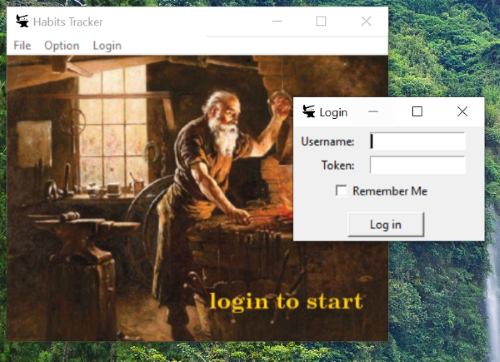 Habits Tracker
File Option Login
Login
Username:
Token:
Remember Me
Log in
login to start